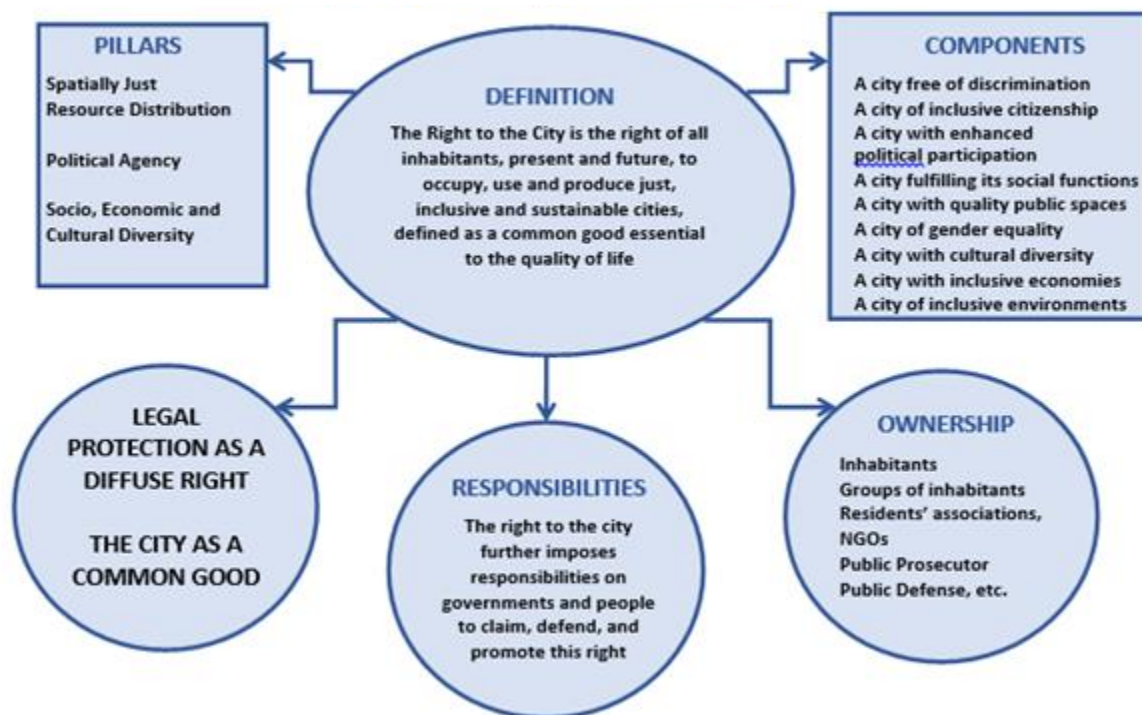 PILLARS
Spatially Just
Resource Distribution
Political Agency
Socio, Economic and
Cultural Diversity
DEFINITION
The Right to the City is the right of all
inhabitants, present and future, to
occupy, use and produce just,
inclusive and sustainable cities,
defined as a common good essential
to the quality of life
COMPONENTS
A city free of discrimination
A city of inclusive citizenship
A city with enhanced
political participation
A city fulfilling its social functions
A city with quality public spaces
A city of gender equality
A city with cultural diversity
A city with inclusive economies
A city of inclusive environments
LEGAL
PROTECTION AS A
DIFFUSE RIGHT
THE CITY AS A
COMMON GOOD
RESPONSIBILITIES
The right to the city
further imposes
responsibilities on
governments and people
to claim, defend, and
promote this right
OWNERSHIP
Inhabitants
Groups of inhabitants
Residents’ associations,
NGOs
Public Prosecutor
Public Defense, etc.